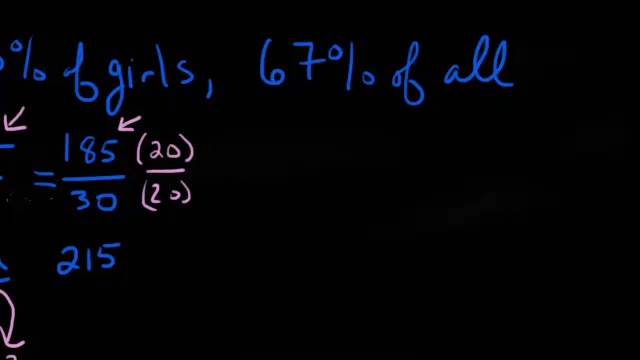 % of girls, 67% of all
= 185/30 (20)/(20)
215